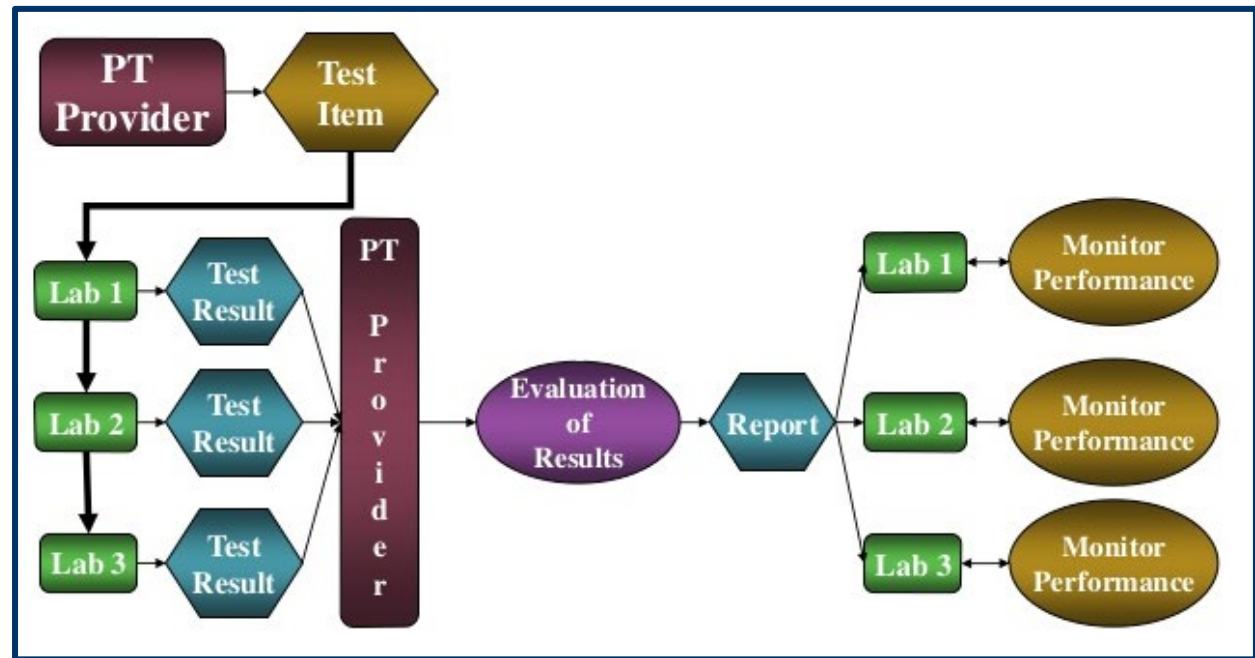 PT
Provider
Test
Item
Lab 1
Test
Result
Lab 2
Test
Result
Lab 3
Test
Result
PT
P
r
o
v
i
d
e
r
Evaluation
of
Results
Report
Lab 1
Monitor
Performance
Lab 2
Monitor
Performance
Lab 3
Monitor
Performance